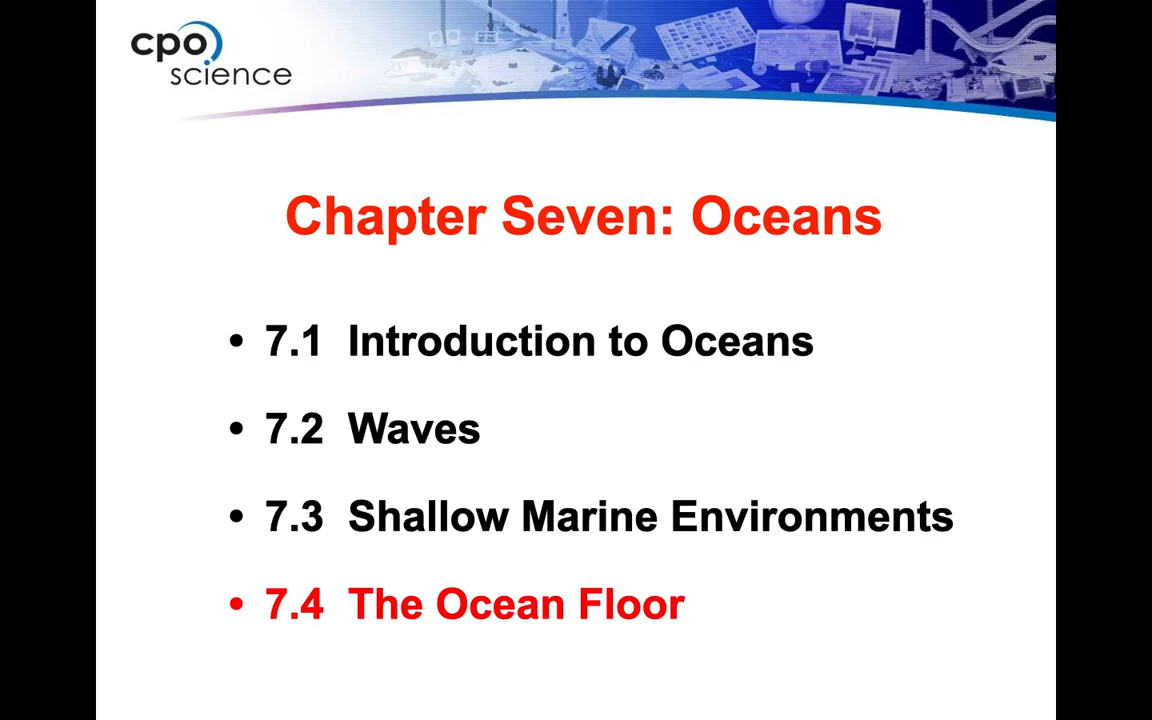 cpo
science
Chapter Seven: Oceans
• 7.1 Introduction to Oceans
• 7.2 Waves
• 7.3 Shallow Marine Environments
• 7.4 The Ocean Floor